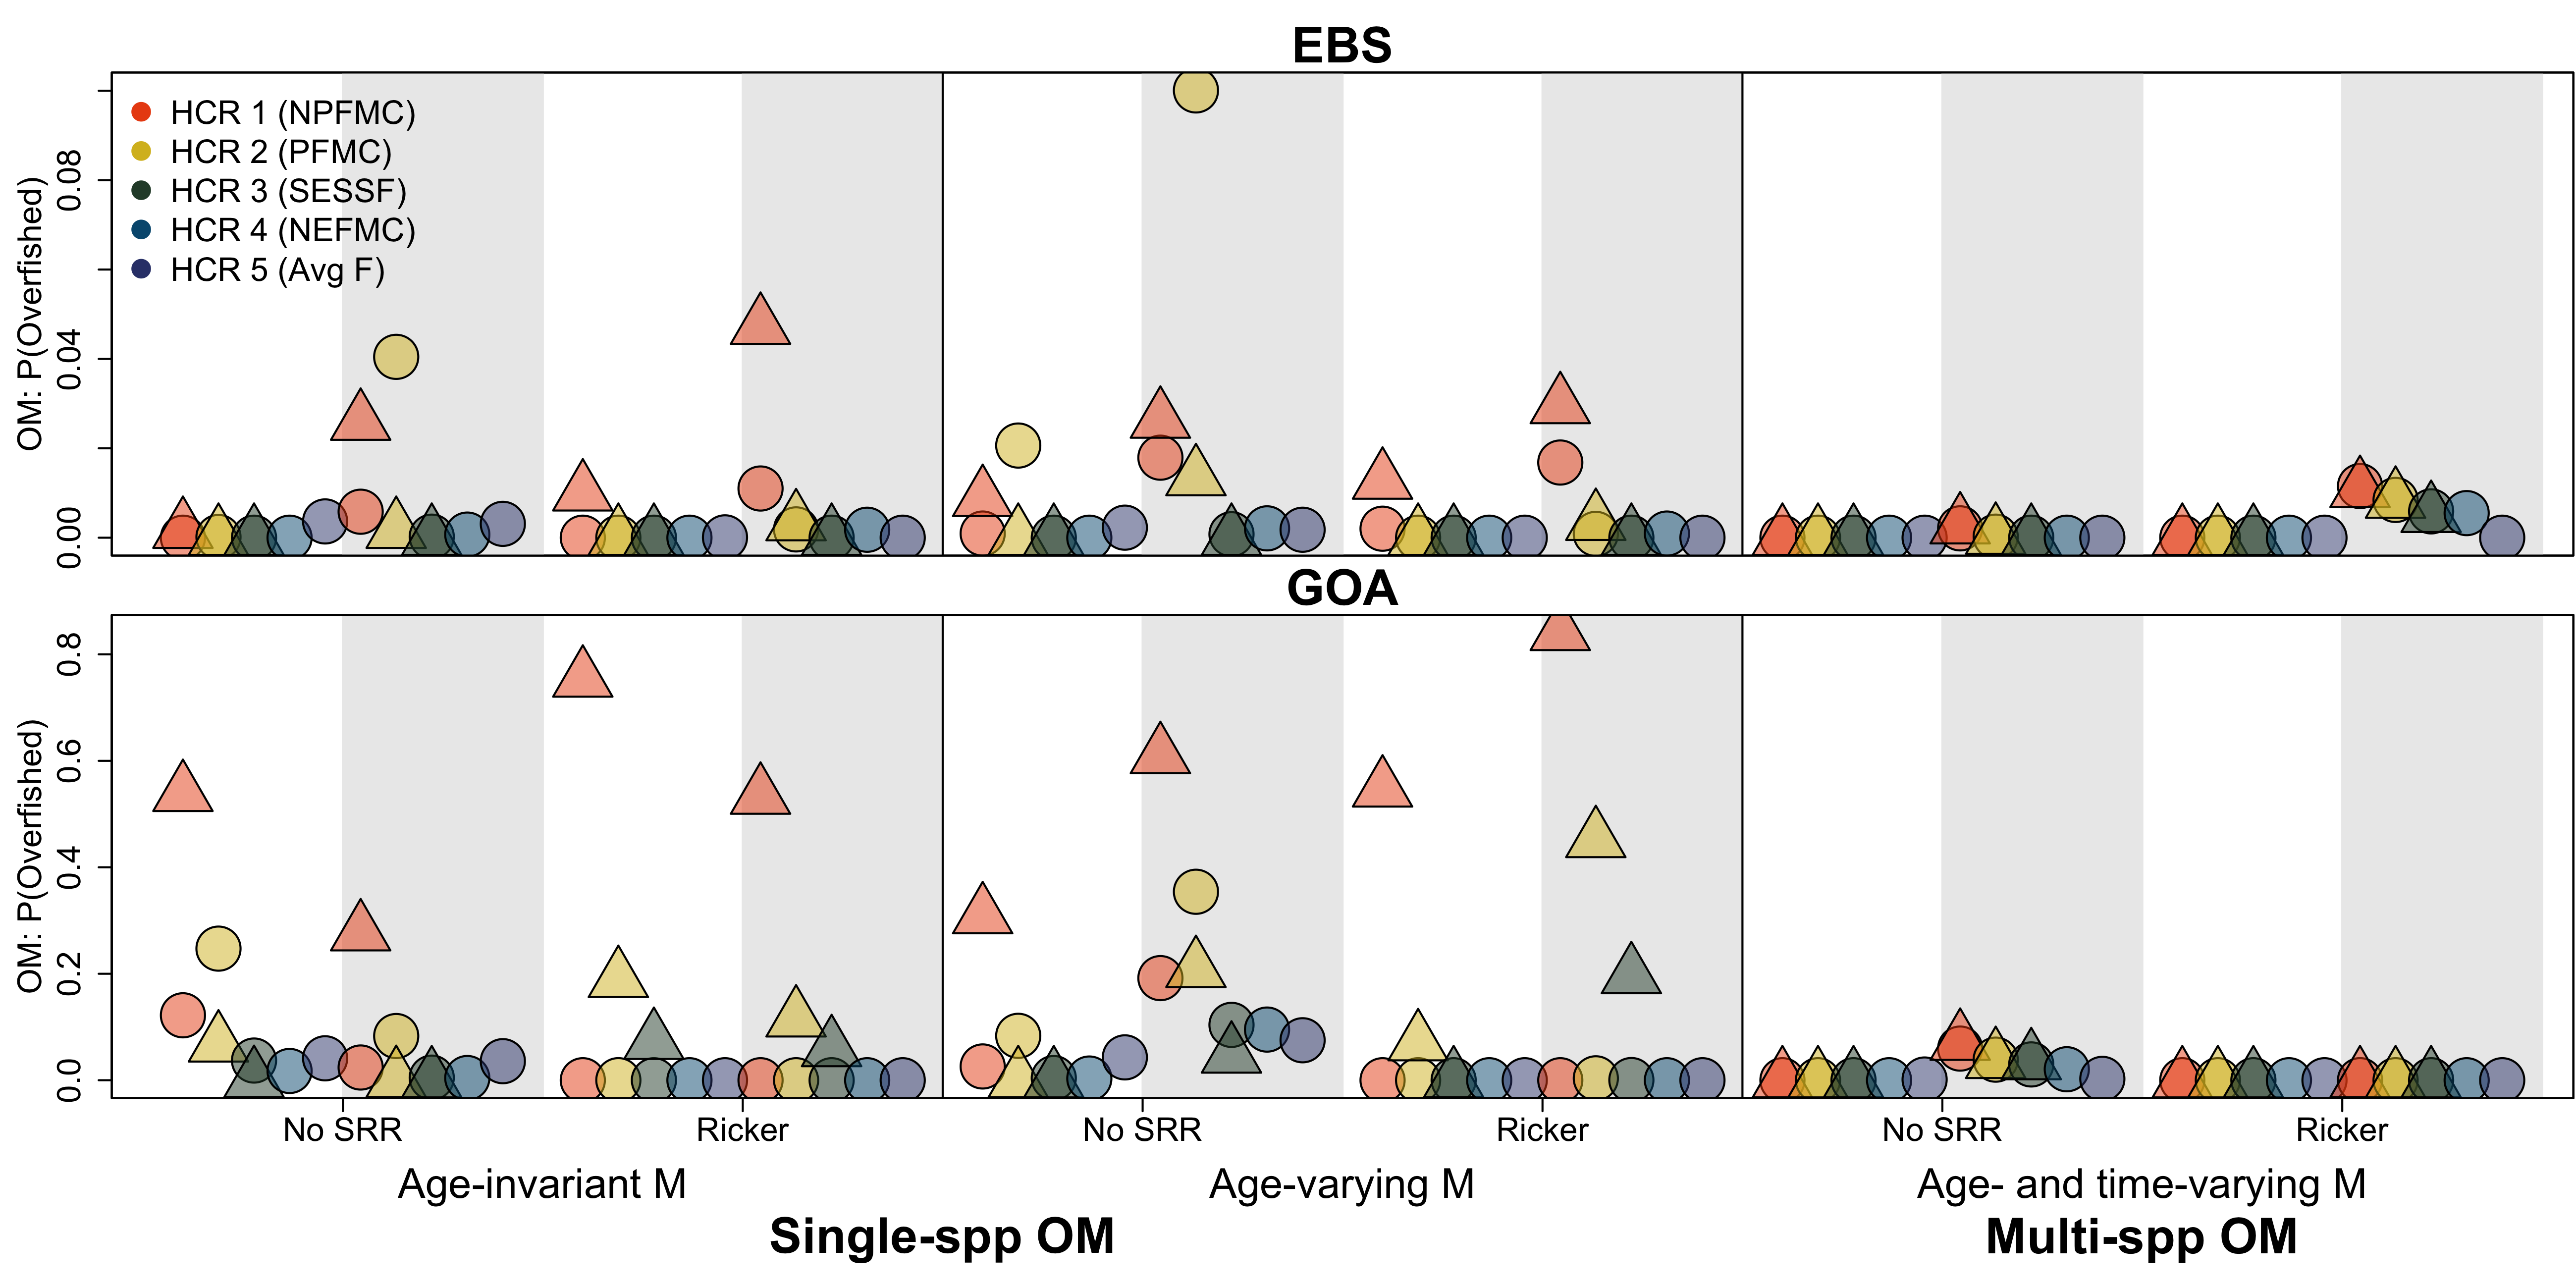 EBS
HCR 1 (NPFMC)
HCR 2 (PFMC)
HCR 3 (SESSF)
HCR 4 (NEFMC)
HCR 5 (Avg F)
OM: P(Overfished)
0.08
0.04
0.00
GOA
OM: P(Overfished)
0.8
0.6
0.4
0.2
0.0
No SRR Ricker No SRR Ricker No SRR Ricker
Age-invariant M Age-varying M Age- and time-varying M
Single-spp OM Multi-spp OM